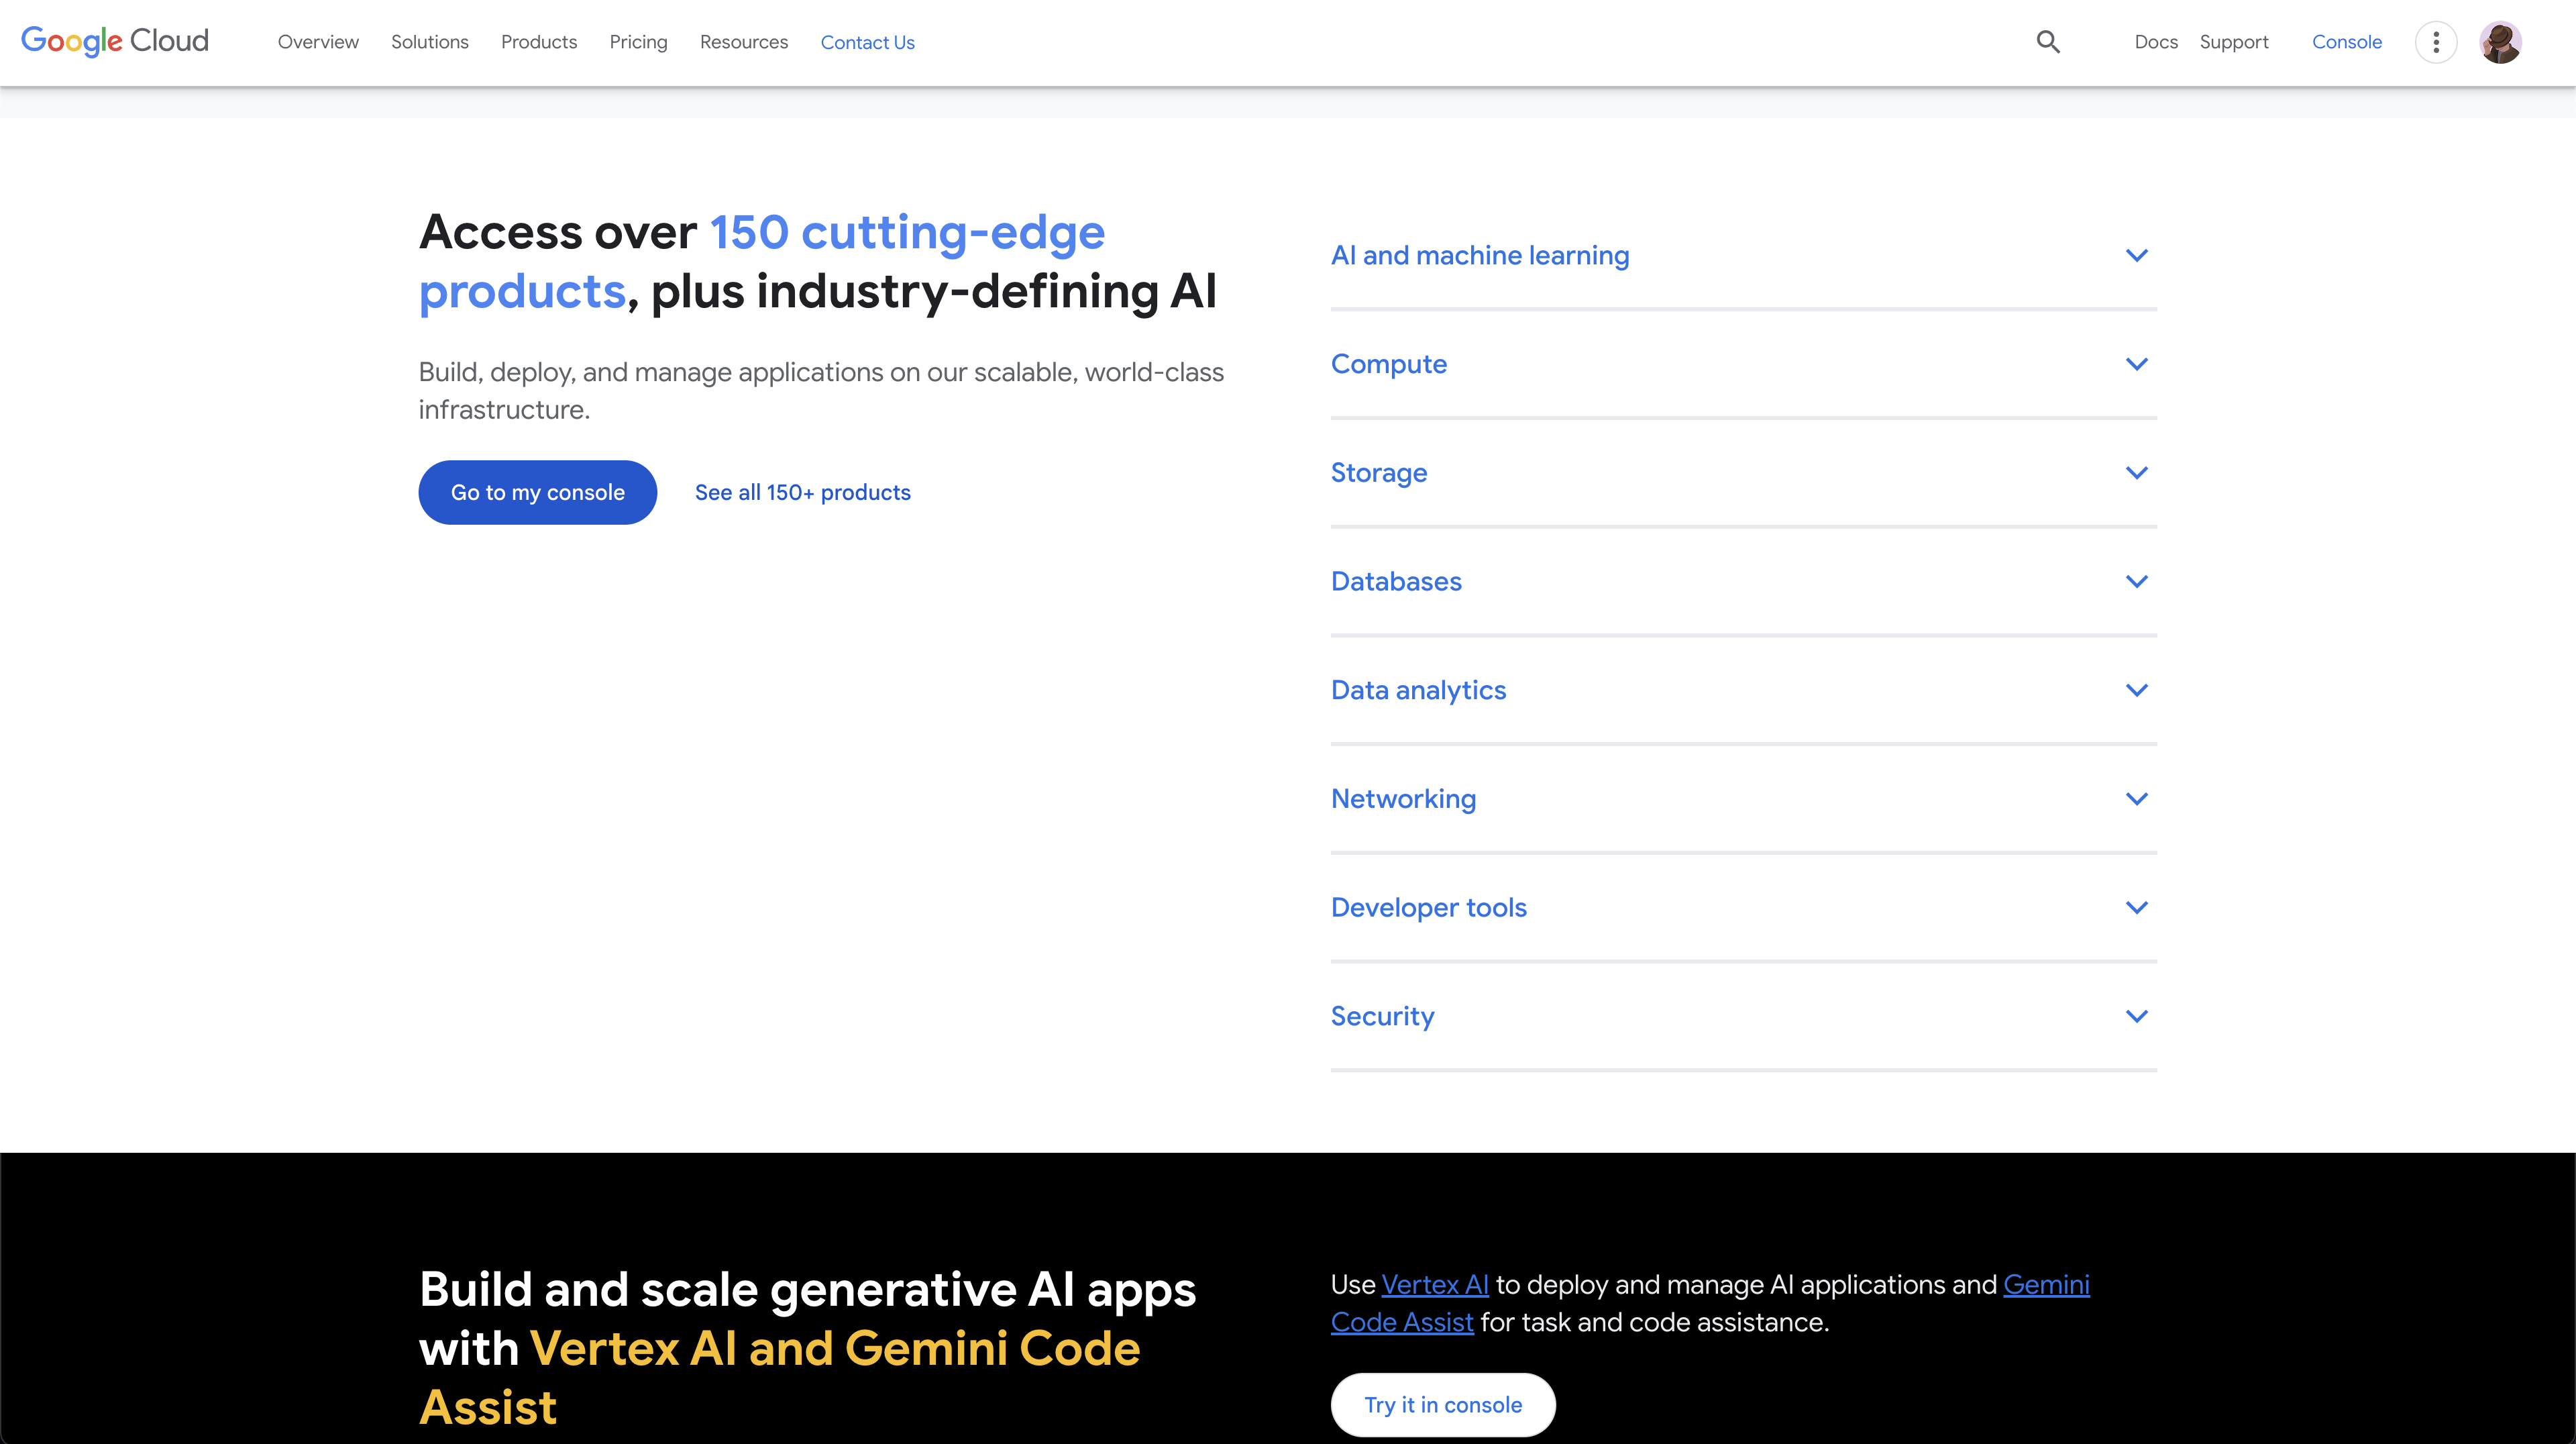 Google Cloud
Overview
Solutions
Products
Pricing
Resources
Contact Us
Docs
Support
Console
Access over 150 cutting-edge
products, plus industry-defining AI
Build, deploy, and manage applications on our scalable, world-class
infrastructure.
Go to my console
See all 150+ products
AI and machine learning
Compute
Storage
Databases
Data analytics
Networking
Developer tools
Security
Build and scale generative AI apps
with Vertex AI and Gemini Code
Assist
Use Vertex AI to deploy and manage AI applications and Gemini
Code Assist for task and code assistance.
Try it in console